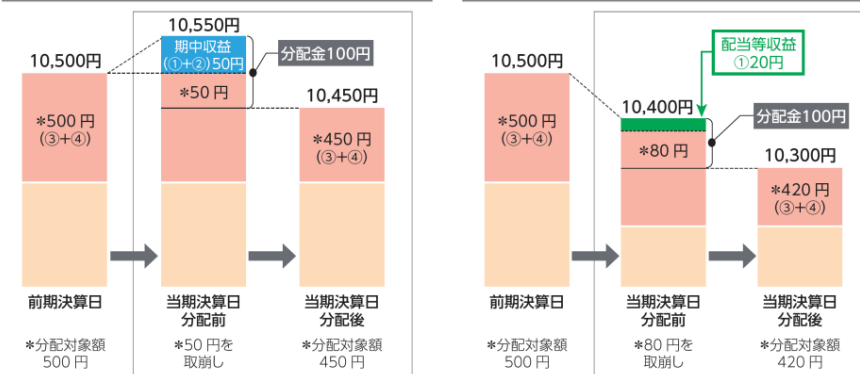 10,550円
10,500円
期中収益
(①+②)50円
分配金100円
*50円
10,450円
*500円
(③+④)
*450円
(③+④)
前期決算日
当期決算日
分配前
当期決算日
分配後
*分配対象額
500円
*50円を
取崩し
*分配対象額
450円
配当等収益
①20円
10,500円
10,400円
分配金100円
*500円
(③+④)
*80円
10,300円
*420円
(③+④)
前期決算日
当期決算日
分配前
当期決算日
分配後
*分配対象額
500円
*80円を
取崩し
*分配対象額
420円